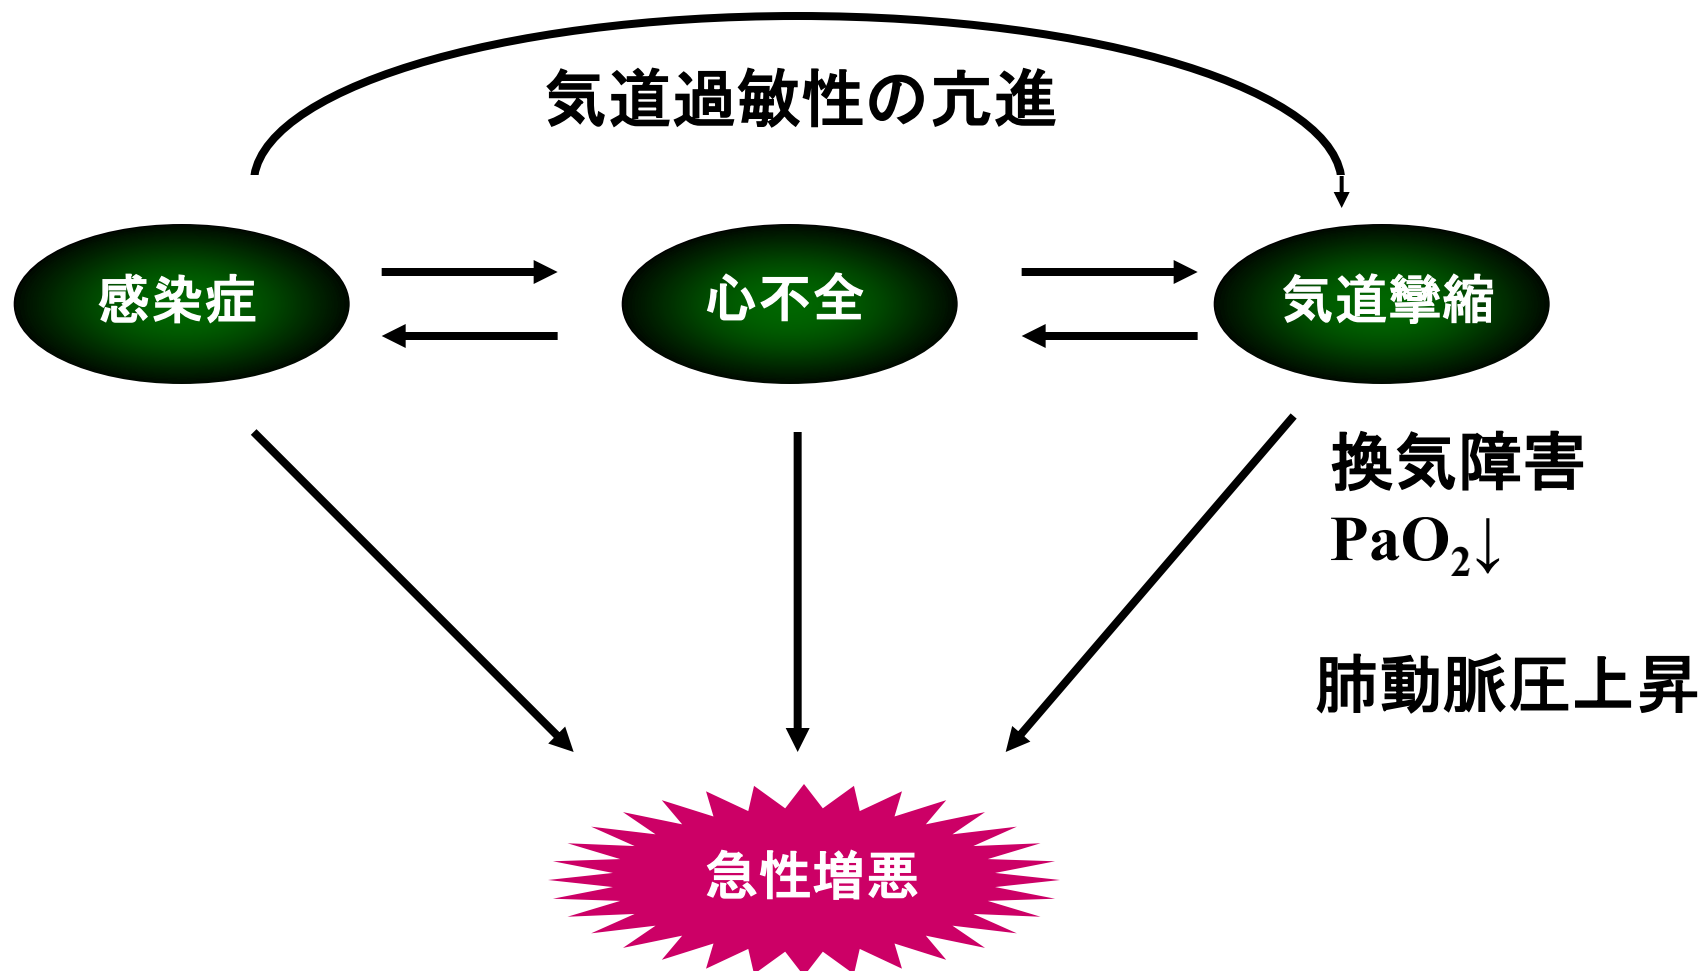 気道過敏性の亢進
感染症
心不全
気道攣縮
換気障害
PaO₂↓
肺動脈圧上昇
急性増悪